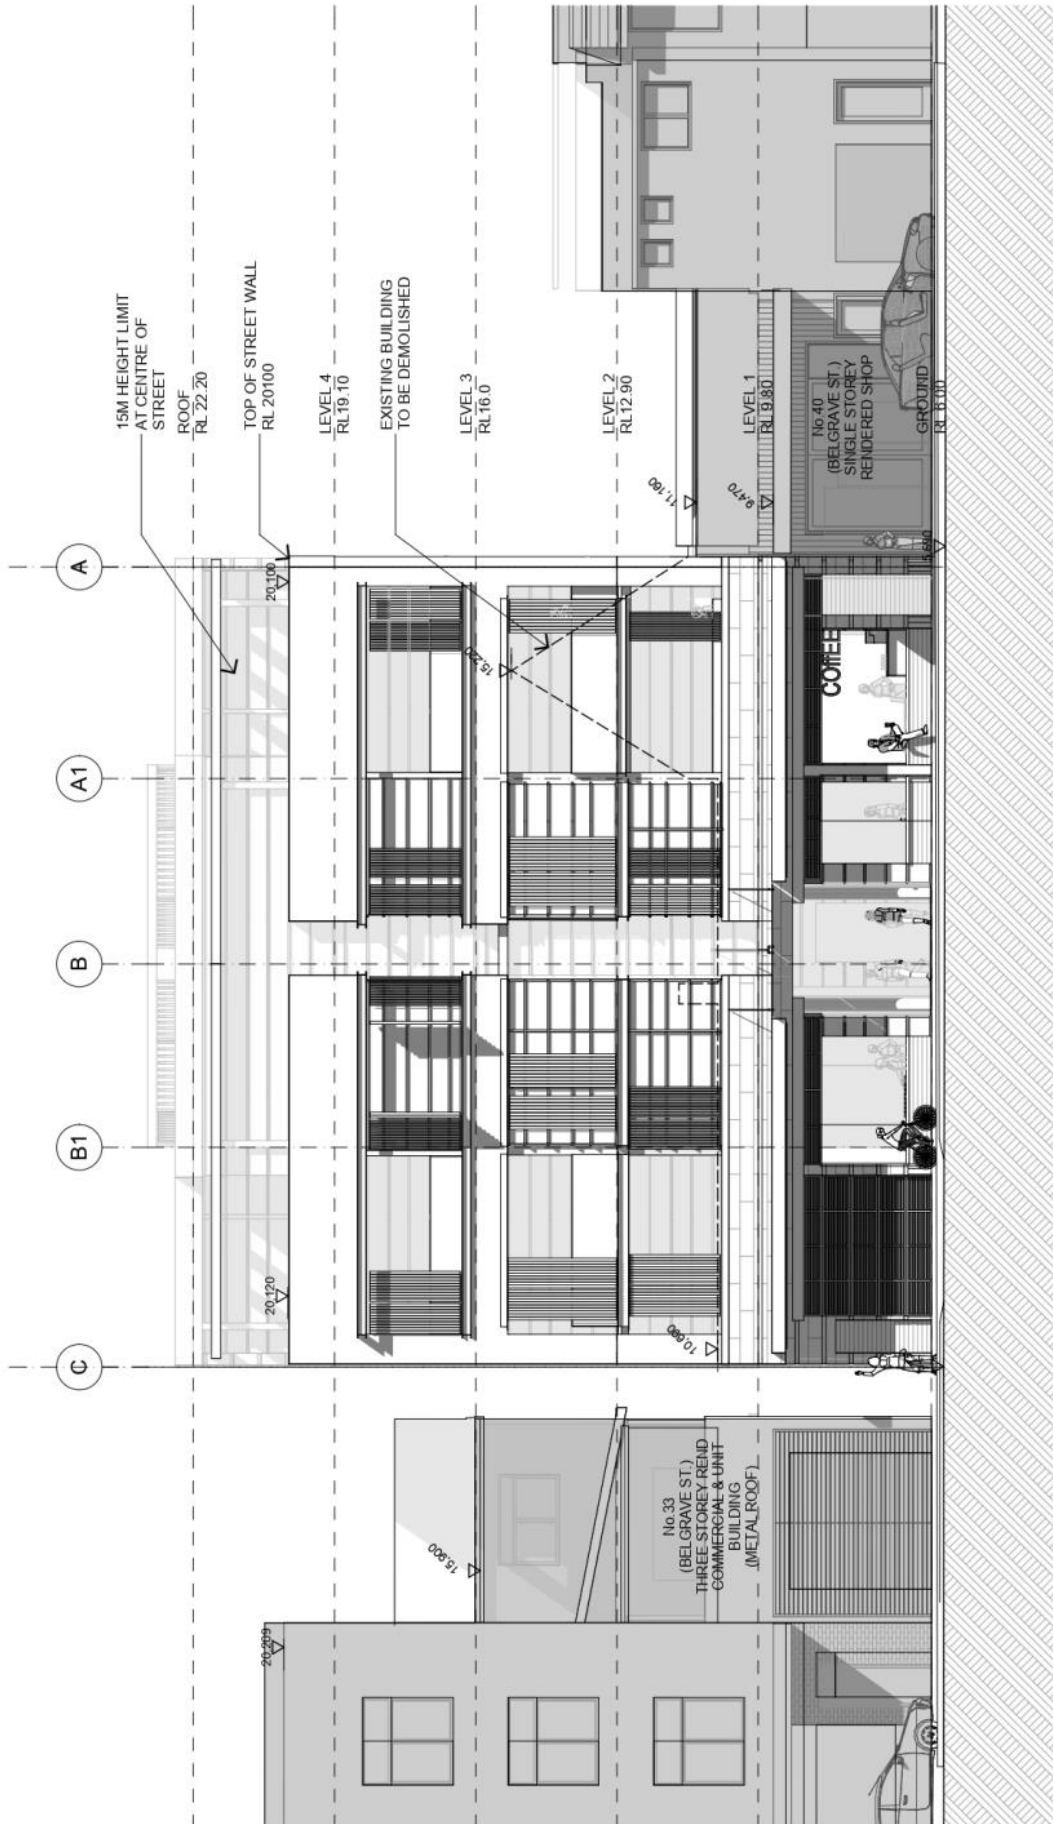 15M HEIGHT LIMIT
AT CENTRE OF
STREET
ROOF
RL 22.20
TOP OF STREET WALL
RL 20100
LEVEL 4
RL19.10
EXISTING BUILDING
TO BE DEMOLISHED
LEVEL 3
RL16.0
LEVEL 2
RL12.90
LEVEL 1
RL 9.80
GROUND
RL 6.00
C
B1
B
A1
A
20,209
15,900
20,120
10,690
15,220
20,100
11,160
9,470
No.33
(BELGRAVE ST.)
THREE STOREY REND
COMMERCIAL & UNIT
BUILDING
(METAL ROOF)
COffEE
No.40
(BELGRAVE ST.)
SINGLE STOREY
RENDERED SHOP